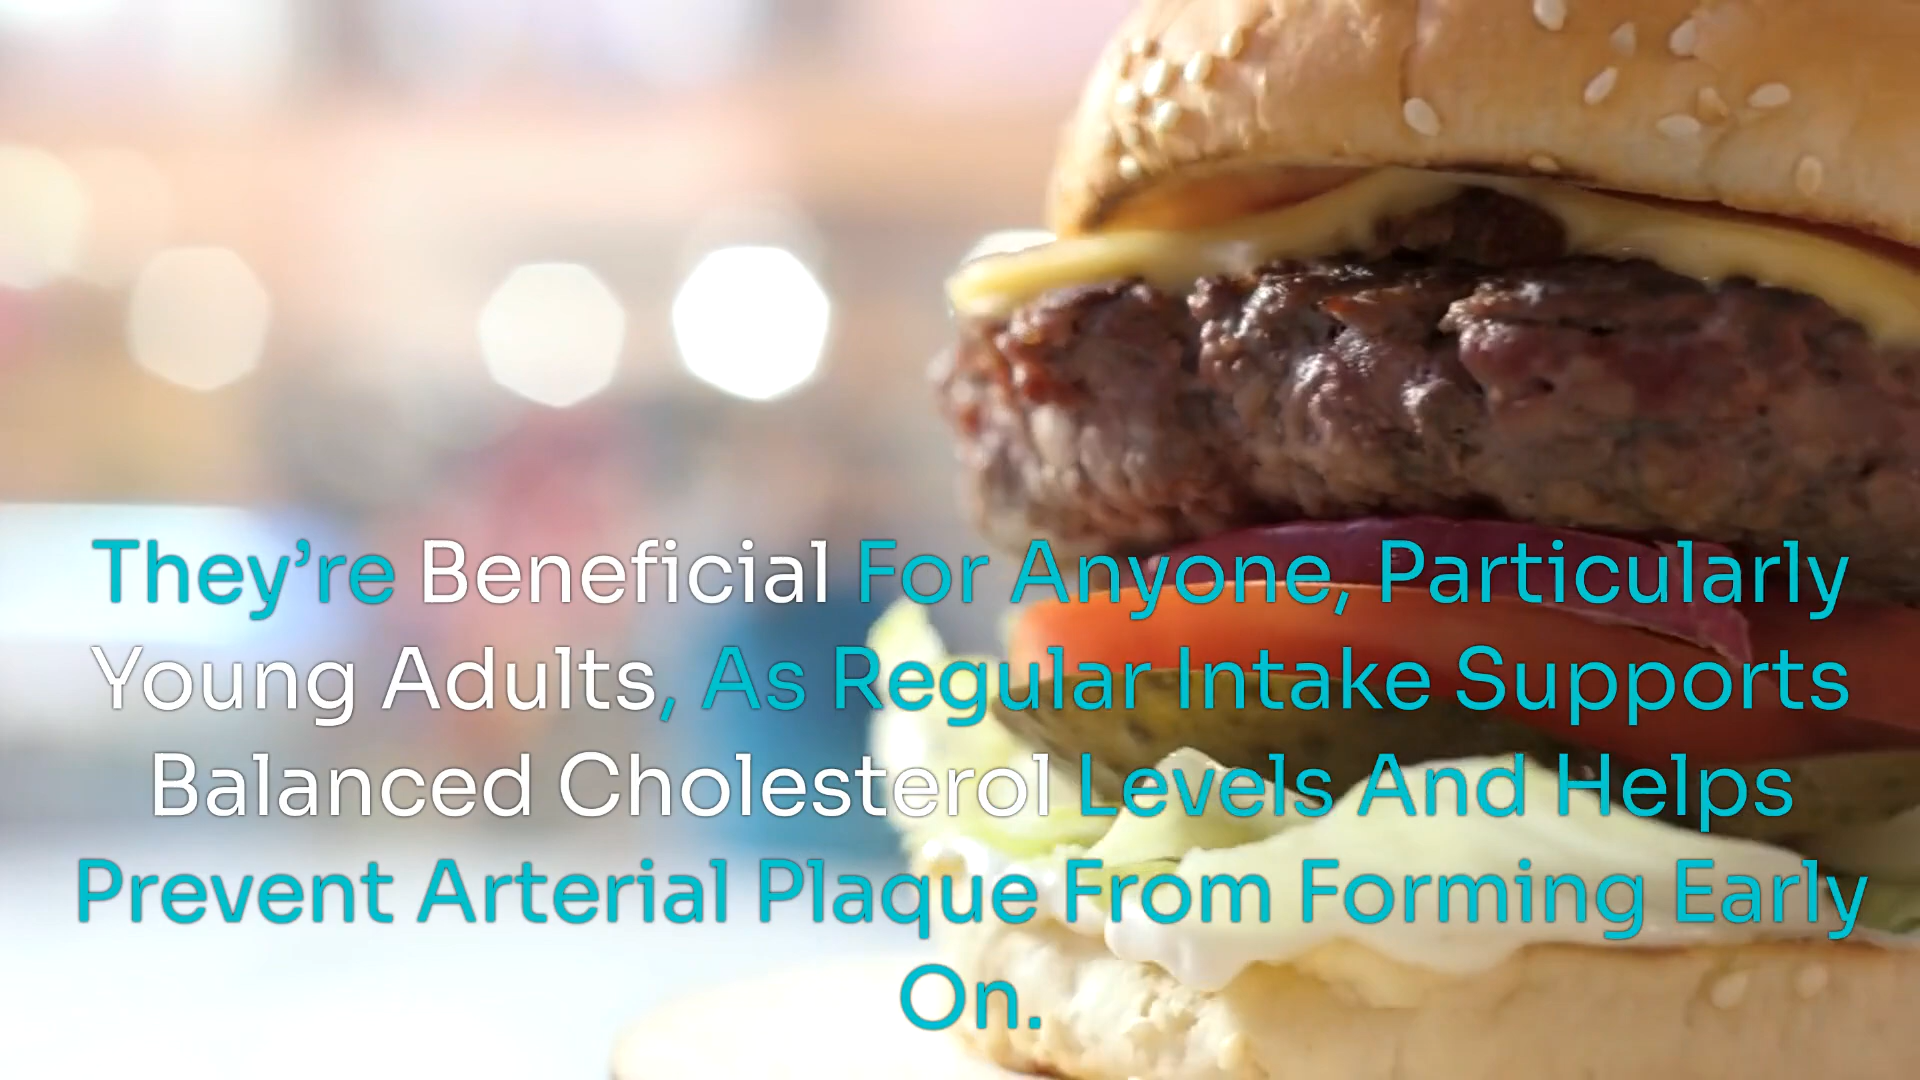 They’re Beneficial For Anyone, Particularly
Young Adults, As Regular Intake Supports
Balanced Cholesterol Levels And Helps
Prevent Arterial Plaque From Forming Early
On.